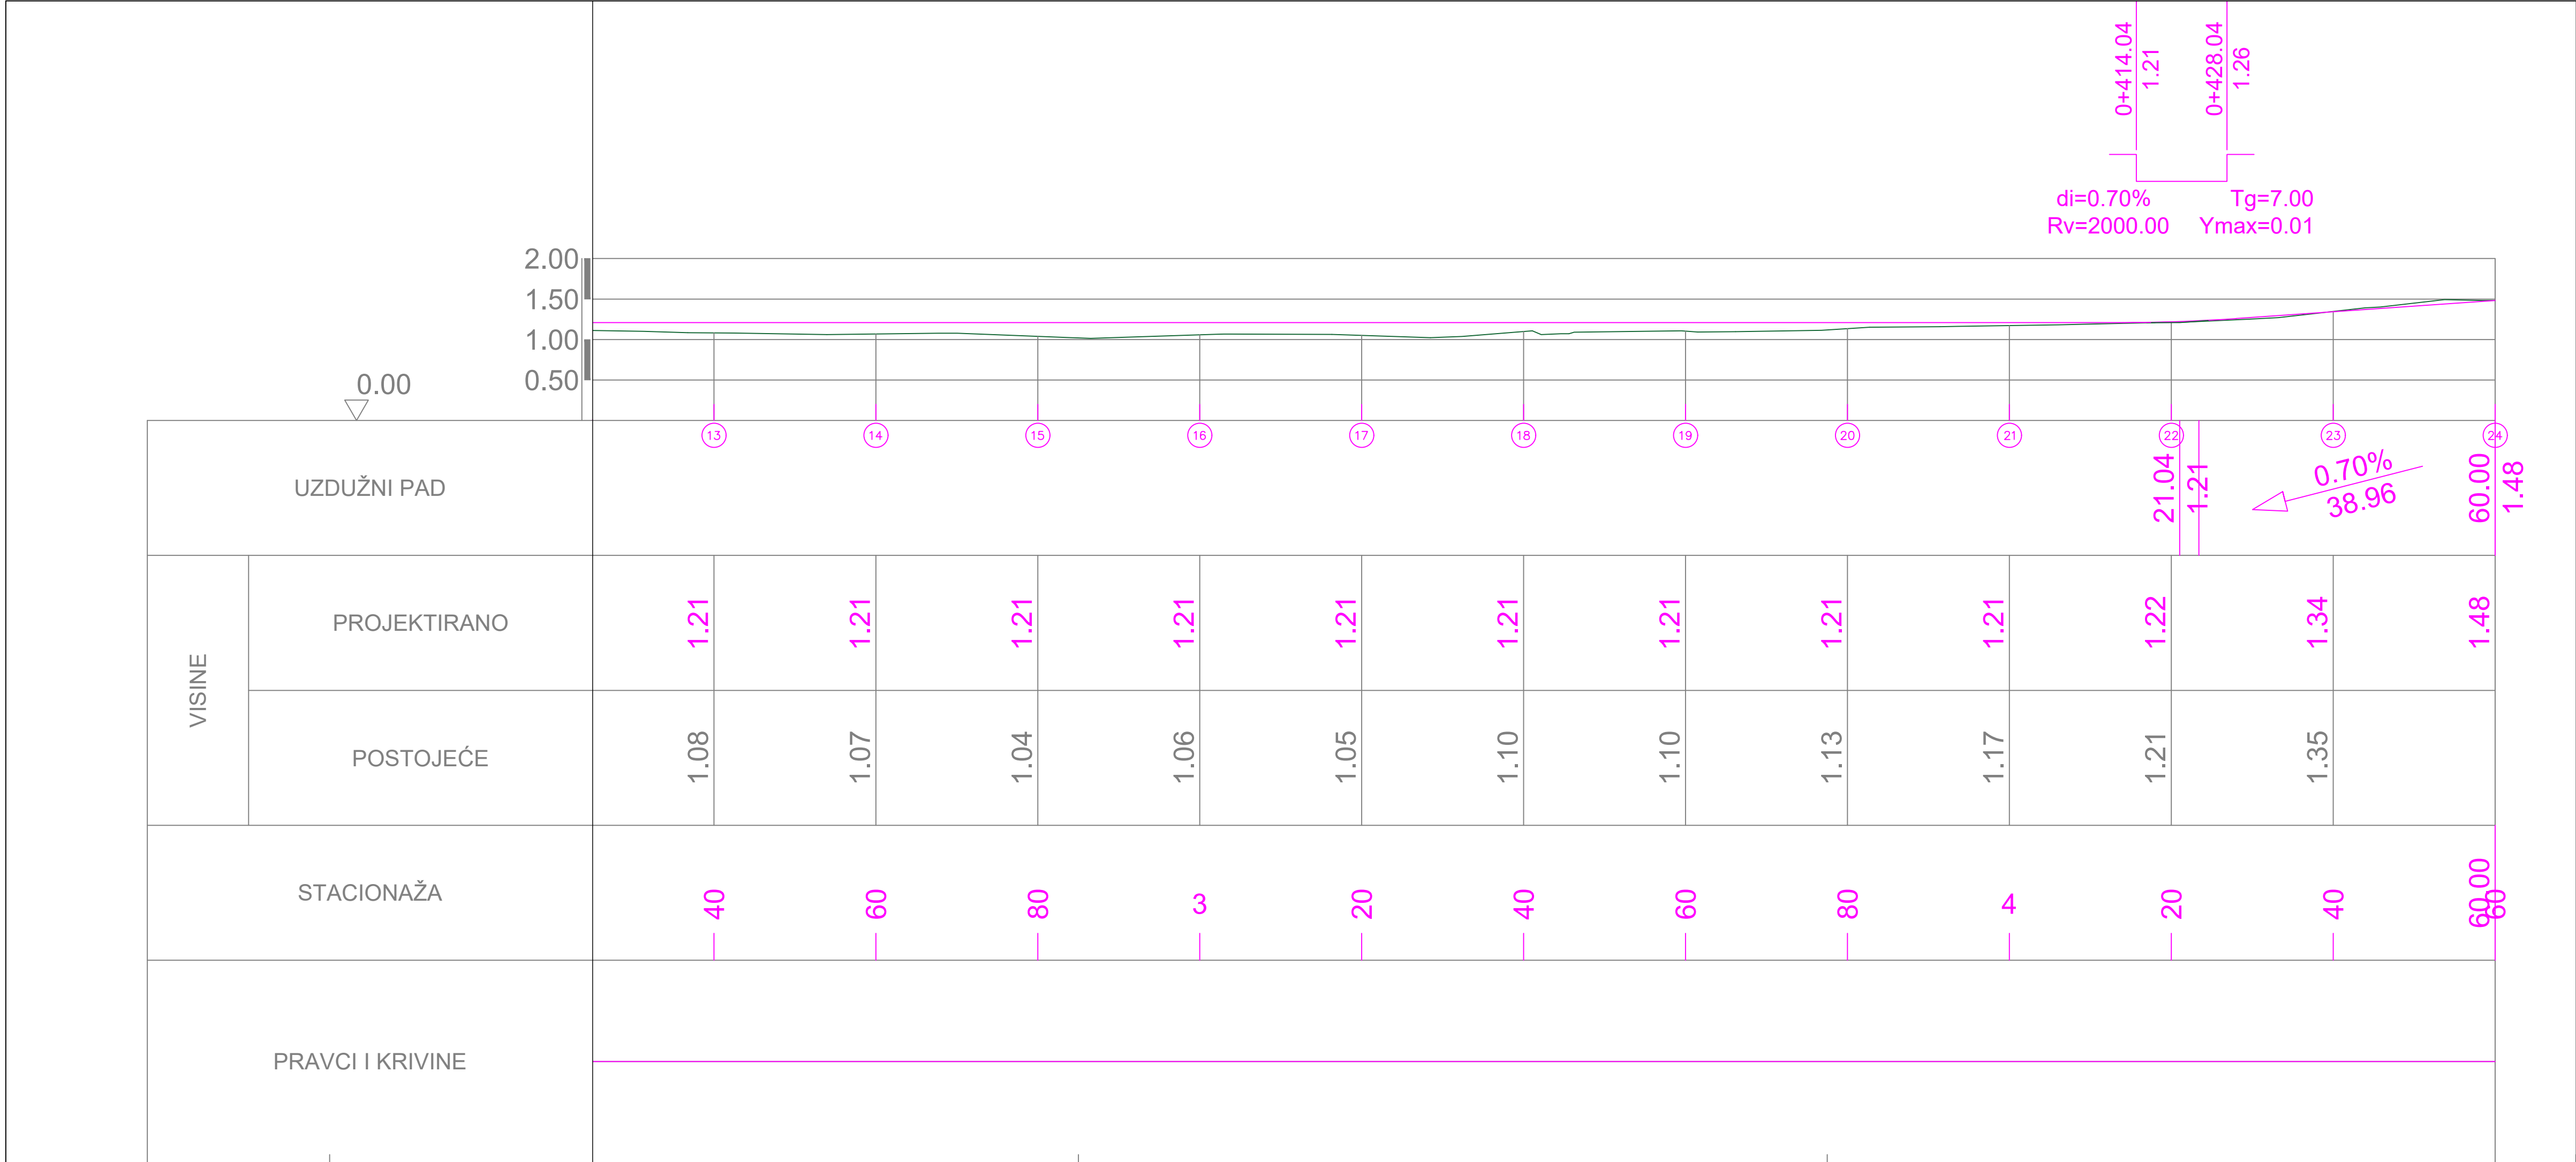 0+414.04
1.21
0+428.04
1.26
di=0.70% Tg=7.00
Rv=2000.00 Ymax=0.01
2.00
1.50
1.00
0.50
0.00
13 14 15 16 17 18 19 20 21 22 23 24
UZDUŽNI PAD
21.04
1.21
0.70%
38.96
60.00
1.48
VISINE
PROJEKTIRANO
1.21 1.21 1.21 1.21 1.21 1.21 1.21 1.21 1.21 1.22 1.34 1.48
POSTOJEĆE
1.08 1.07 1.04 1.06 1.05 1.10 1.10 1.13 1.17 1.21 1.35
STACIONAŽA
40 60 80 3 20 40 60 80 4 20 40 60.00 60
PRAVCI I KRIVINE